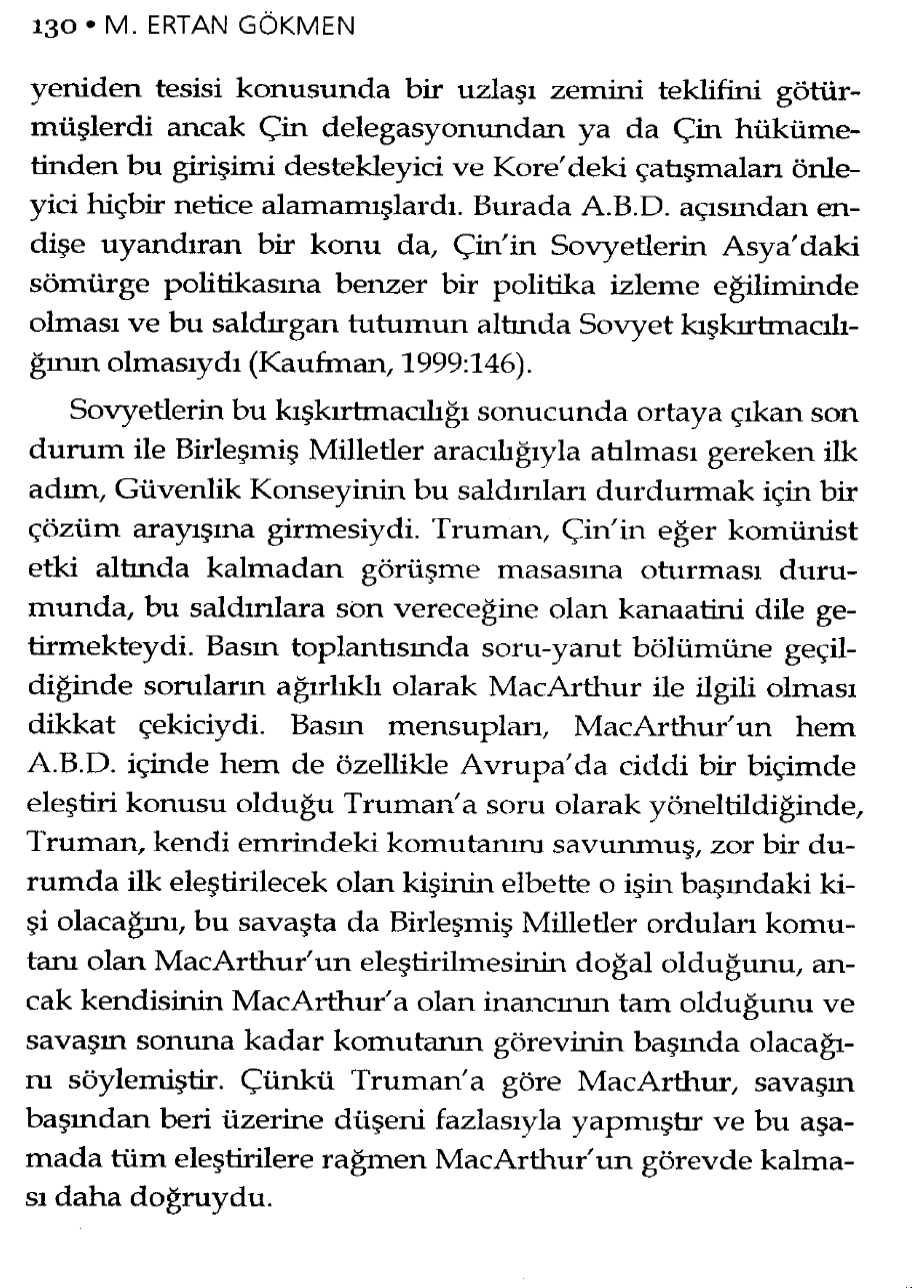 130 • M. ERTAN GÖKMEN
yeniden tesisi konusunda bir uzlaşı zemini teklifini götür-
müşlerdi ancak Çin delegasyonundan ya da Çin hüküme-
tinden bu girişimi destekleyici ve Kore'deki çatışmaları önle-
yici hiçbir netice alamamışlardı. Burada A.B.D. açısından en-
dişe uyandıran bir konu da, Çin'in Sovyetlerin Asya'daki
sömürge politikasına benzer bir politika izleme eğiliminde
olması ve bu saldırgan tutumun altında Sovyet kışkırtmacılı-
ğının olmasıydı (Kaufman, 1999:146).
Sovyetlerin bu kışkırtmacılığı sonucunda ortaya çıkan son
durum ile Birleşmiş Milletler aracılığıyla atılması gereken ilk
adım, Güvenlik Konseyinin bu saldırıları durdurmak için bir
çözüm arayışına girmesiydi. Truman, Çin'in eğer komünist
etki altında kalmadan görüşme masasına oturması duru-
munda, bu saldırılara son vereceğine olan kanaatini dile ge-
tirmekteydi. Basın toplantısında soru-yanıt bölümüne geçil-
diğinde soruların ağırlıklı olarak MacArthur ile ilgili olması
dikkat çekiciydi. Basın mensupları, MacArthur'un hem
A.B.D. içinde hem de özellikle Avrupa'da ciddi bir biçimde
eleştiri konusu olduğu Truman'a soru olarak yöneltildiğinde,
Truman, kendi emrindeki komutanını savunmuş, zor bir du-
rumda ilk eleştirilecek olan kişinin elbette o işin başındaki ki-
şi olacağını, bu savaşta da Birleşmiş Milletler orduları komu-
tanı olan MacArthur'un eleştirilmesinin doğal olduğunu, an-
cak kendisinin MacArthur'a olan inancının tam olduğunu ve
savaşın sonuna kadar komutanın görevinin başında olacağı-
nı söylemiştir. Çünkü Truman'a göre MacArthur, savaşın
başından beri üzerine düşeni fazlasıyla yapmıştır ve bu aşa-
mada tüm eleştirilere rağmen MacArthur'un görevde kalma-
sı daha doğruydu.